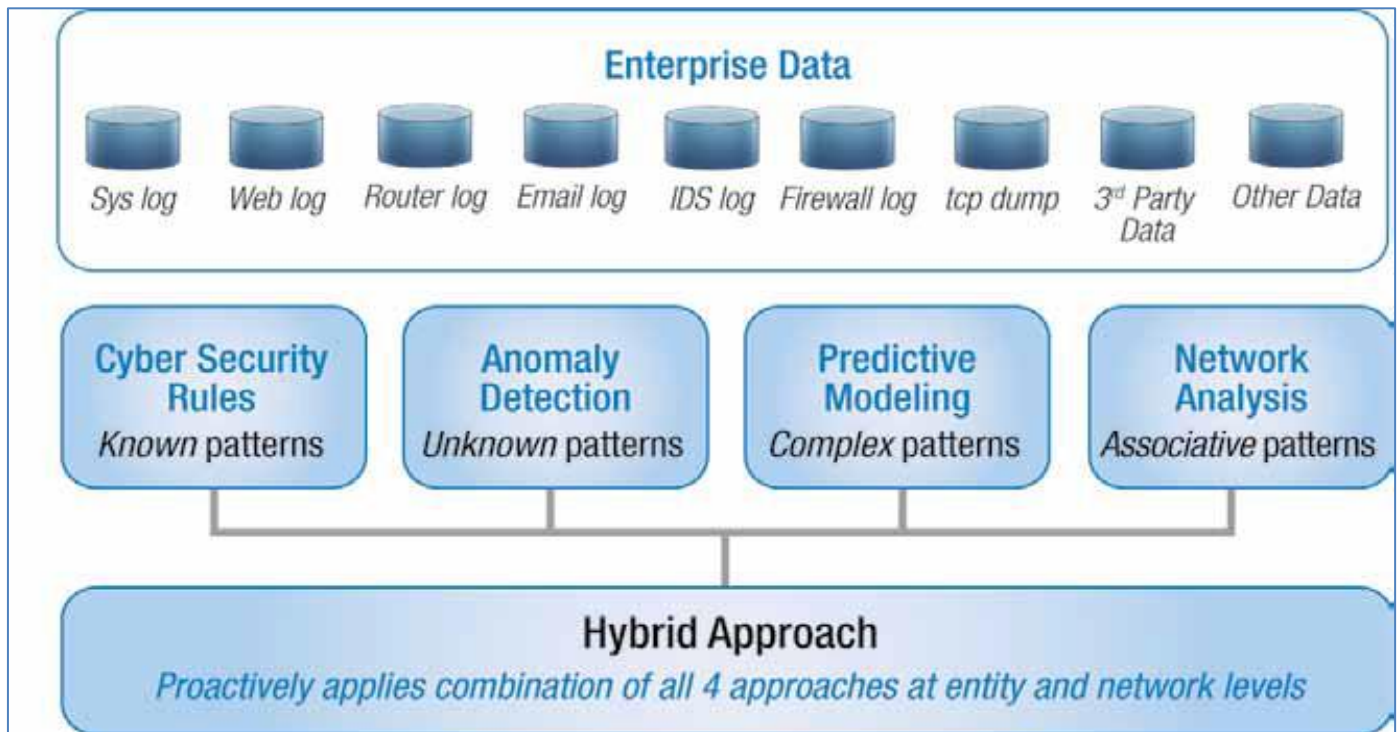 Enterprise Data
Sys log
Web log
Router log
Email log
IDS log
Firewall log
tcp dump
3rd Party
Data
Other Data
Cyber Security
Rules
Known patterns
Anomaly
Detection
Unknown patterns
Predictive
Modeling
Complex patterns
Network
Analysis
Associative patterns
Hybrid Approach
Proactively applies combination of all 4 approaches at entity and network levels